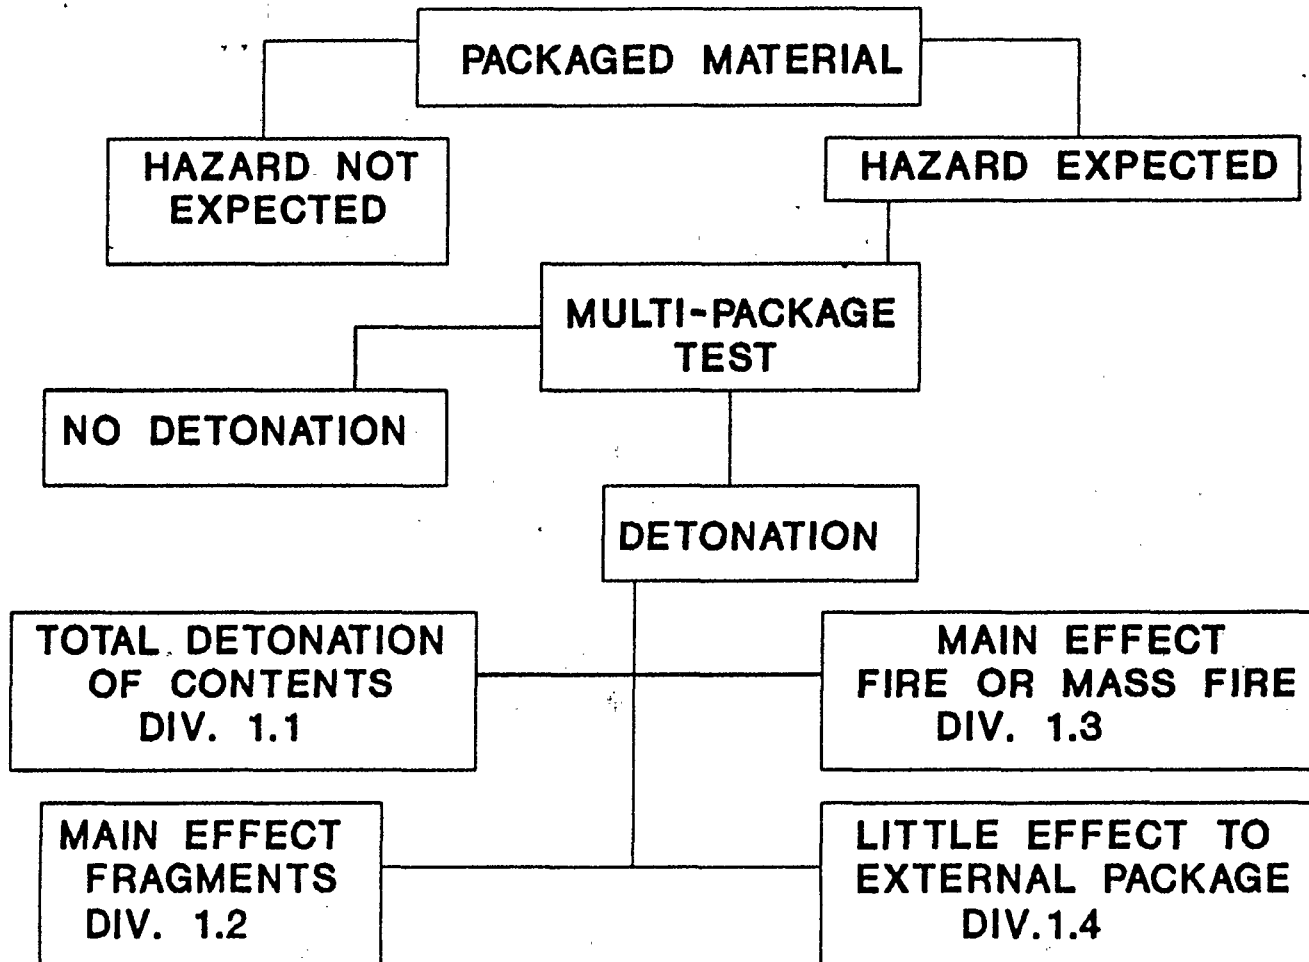 PACKAGED MATERIAL
HAZARD NOT
EXPECTED
HAZARD EXPECTED
MULTI-PACKAGE
TEST
NO DETONATION
DETONATION
TOTAL DETONATION
OF CONTENTS
DIV. 1.1
MAIN EFFECT
FIRE OR MASS FIRE
DIV. 1.3
MAIN EFFECT
FRAGMENTS
DIV. 1.2
LITTLE EFFECT TO
EXTERNAL PACKAGE
DIV.1.4